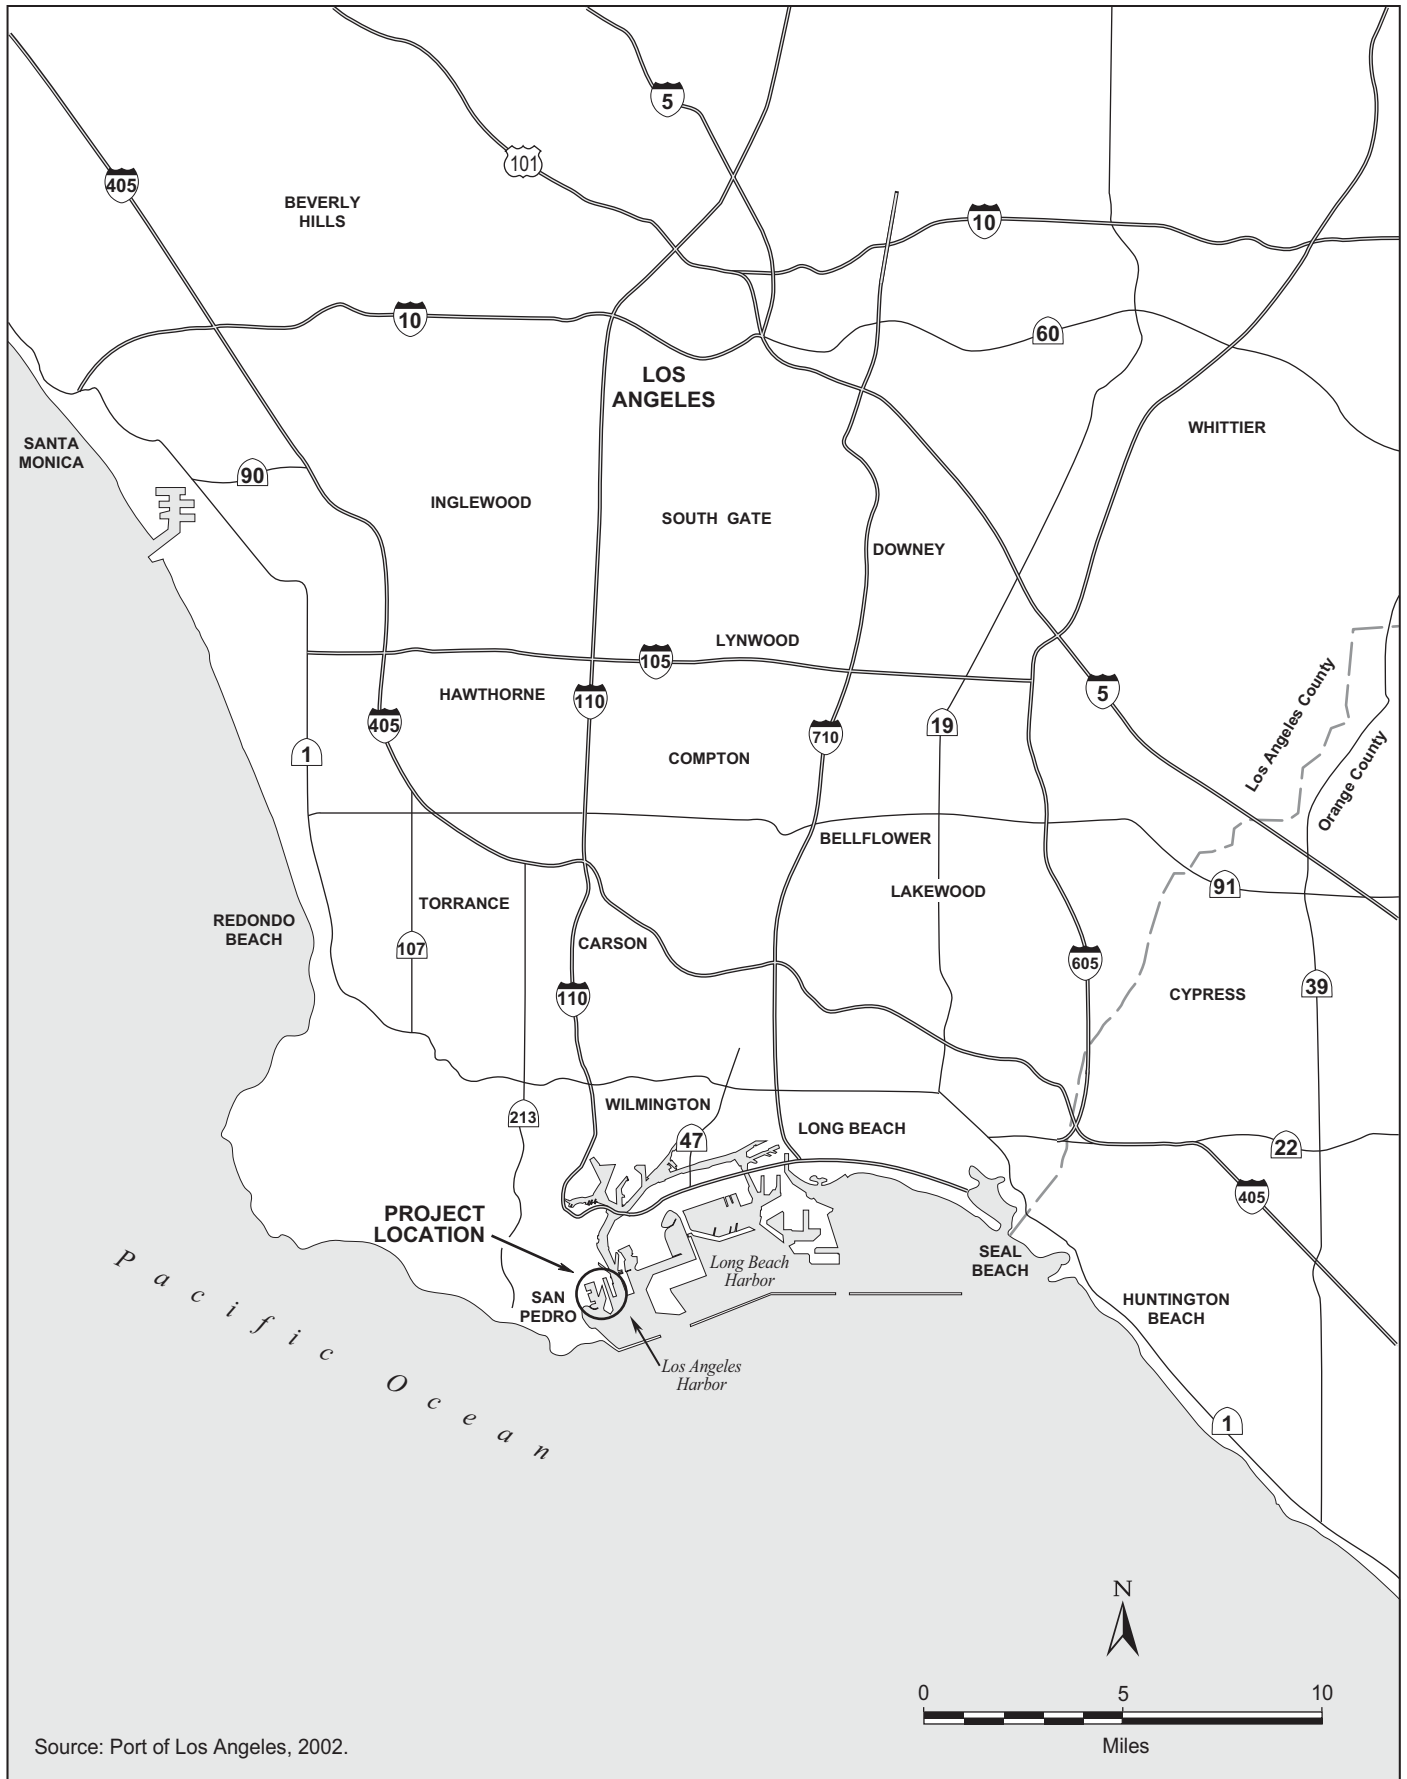 5
101
405
BEVERLY
HILLS
10
10
60
LOS
ANGELES
WHITTIER
SANTA
MONICA
90
INGLEWOOD
SOUTH GATE
DOWNEY
LYNWOOD
105
HAWTHORNE
110
405
5
Los Angeles County
Orange County
1
710
19
COMPTON
BELLFLOWER
LAKEWOOD
91
TORRANCE
REDONDO
BEACH
107
CARSON
605
110
CYPRESS
39
WILMINGTON
213
47
LONG BEACH
22
405
PROJECT
LOCATION
SEAL
BEACH
Long Beach
Harbor
SAN
PEDRO
HUNTINGTON
BEACH
Los Angeles
Harbor
Pacific Ocean
1
N
0 5 10
Miles
Source: Port of Los Angeles, 2002.